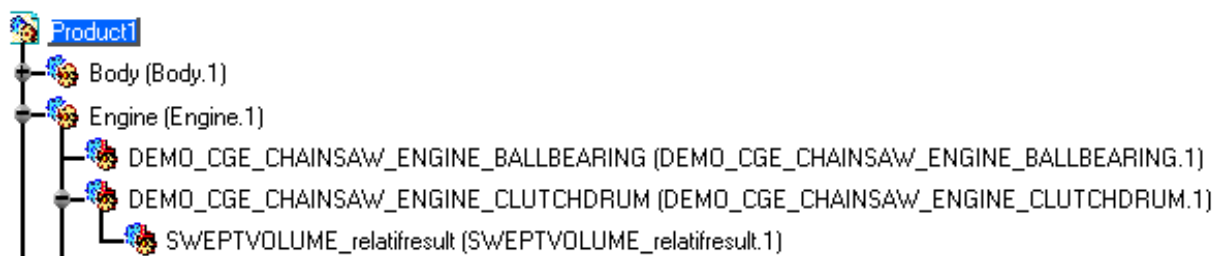 Product1
Body (Body.1)
Engine (Engine.1)
DEMO_CGE_CHAINSAW_ENGINE_BALLBEARING (DEMO_CGE_CHAINSAW_ENGINE_BALLBEARING.1)
DEMO_CGE_CHAINSAW_ENGINE_CLUTCHDRUM (DEMO_CGE_CHAINSAW_ENGINE_CLUTCHDRUM.1)
SWEPTVOLUME_relatifresult (SWEPTVOLUME_relatifresult.1)